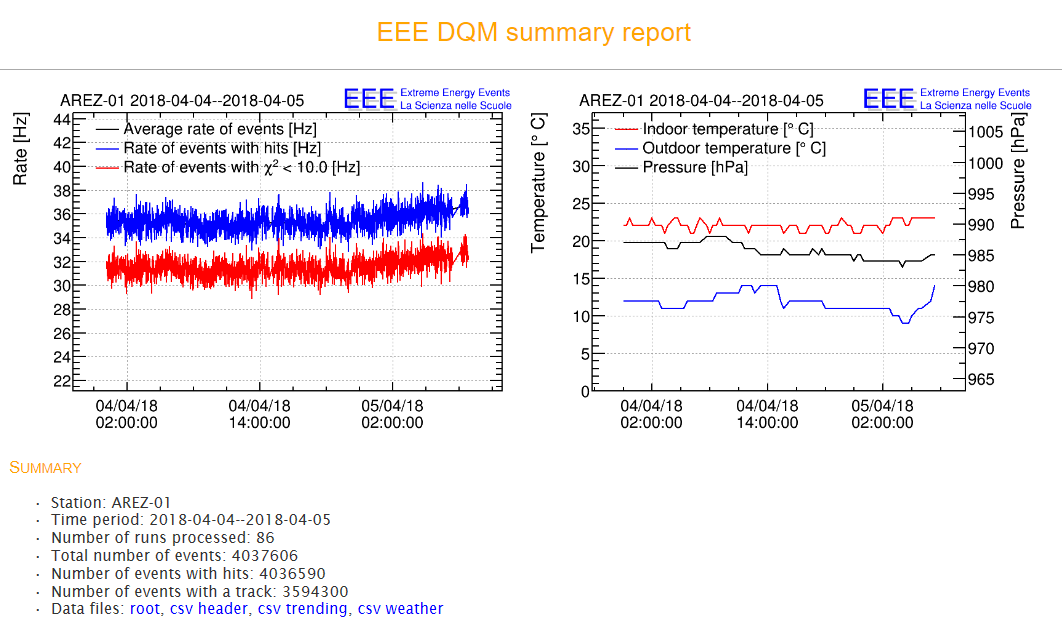 EEE DQM summary report
AREZ-01 2018-04-04--2018-04-05
EEE
Extreme Energy Events
La Scienza nelle Scuole
Rate [Hz]
44
42
40
38
36
34
32
30
28
26
24
22
Average rate of events [Hz]
Rate of events with hits [Hz]
Rate of events with χ² < 10.0 [Hz]
04/04/18
02:00:00
04/04/18
14:00:00
05/04/18
02:00:00
AREZ-01 2018-04-04--2018-04-05
EEE
Extreme Energy Events
La Scienza nelle Scuole
Temperature [° C]
35
30
25
20
15
10
5
0
Indoor temperature [° C]
Outdoor temperature [° C]
Pressure [hPa]
Pressure [hPa]
1005
1000
995
990
985
980
975
970
965
04/04/18
02:00:00
04/04/18
14:00:00
05/04/18
02:00:00
SUMMARY
· Station: AREZ-01
· Time period: 2018-04-04--2018-04-05
· Number of runs processed: 86
· Total number of events: 4037606
· Number of events with hits: 4036590
· Number of events with a track: 3594300
· Data files: root, csv header, csv trending, csv weather